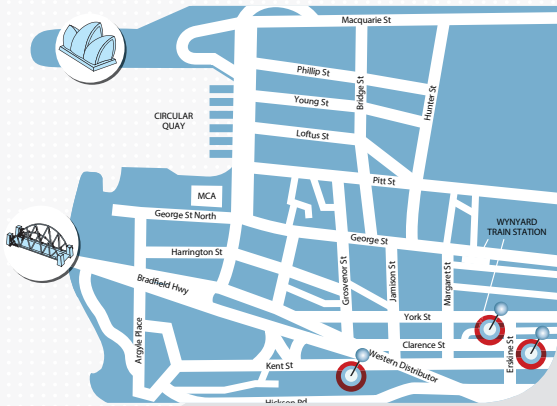 Macquarie St
Phillip St
Bridge St
Hunter St
Young St
CIRCULAR
QUAY
Loftus St
Pitt St
MCA
George St North
WYNYARD
TRAIN STATION
George St
Harrington St
Grosvenor St
Jamison St
Margaret St
Bradfield Hwy
York St
Argyle Place
Clarence St
Erskine St
Western Distributor
Kent St
Hickson Rd